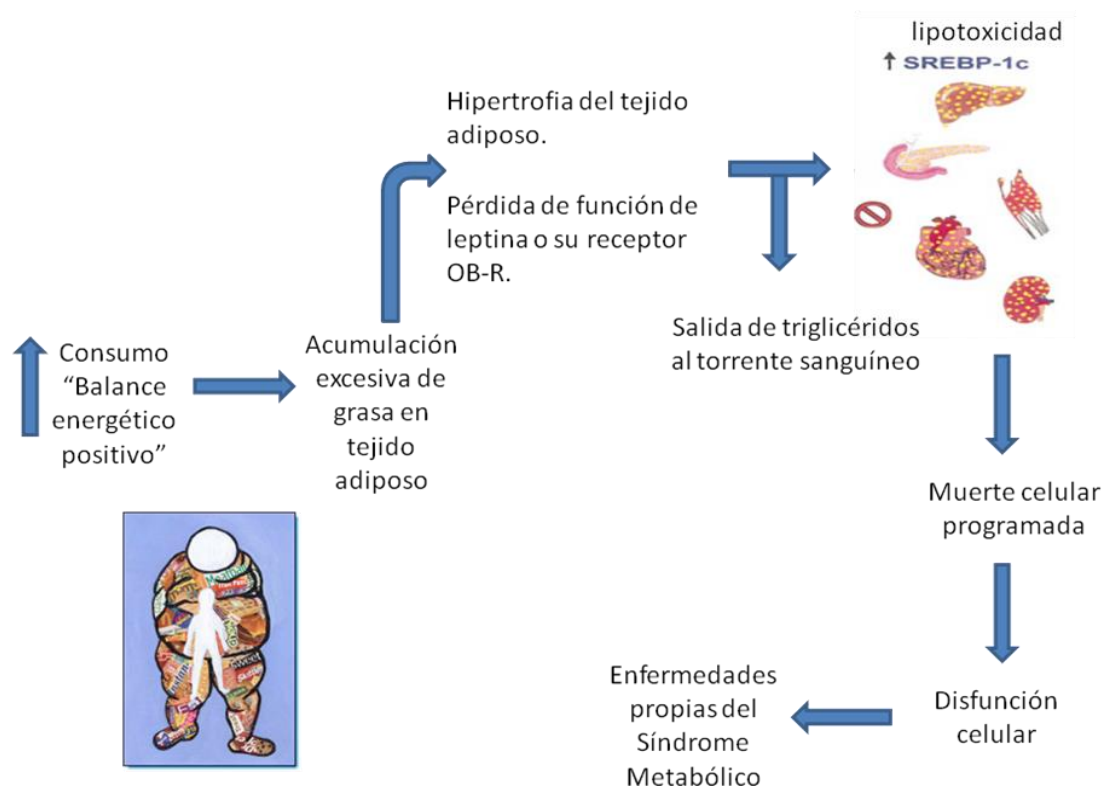 lipotoxicidad
↑ SREBP-1c
Hipertrofia del tejido
adiposo.
Pérdida de función de
leptina o su receptor
OB-R.
Salida de triglicéridos
al torrente sanguíneo
Consumo
“Balance
energético
positivo”
Acumulación
excesiva de
grasa en
tejido
adiposo
Muerte celular
programada
Disfunción
celular
Enfermedades
propias del
Síndrome
Metabólico